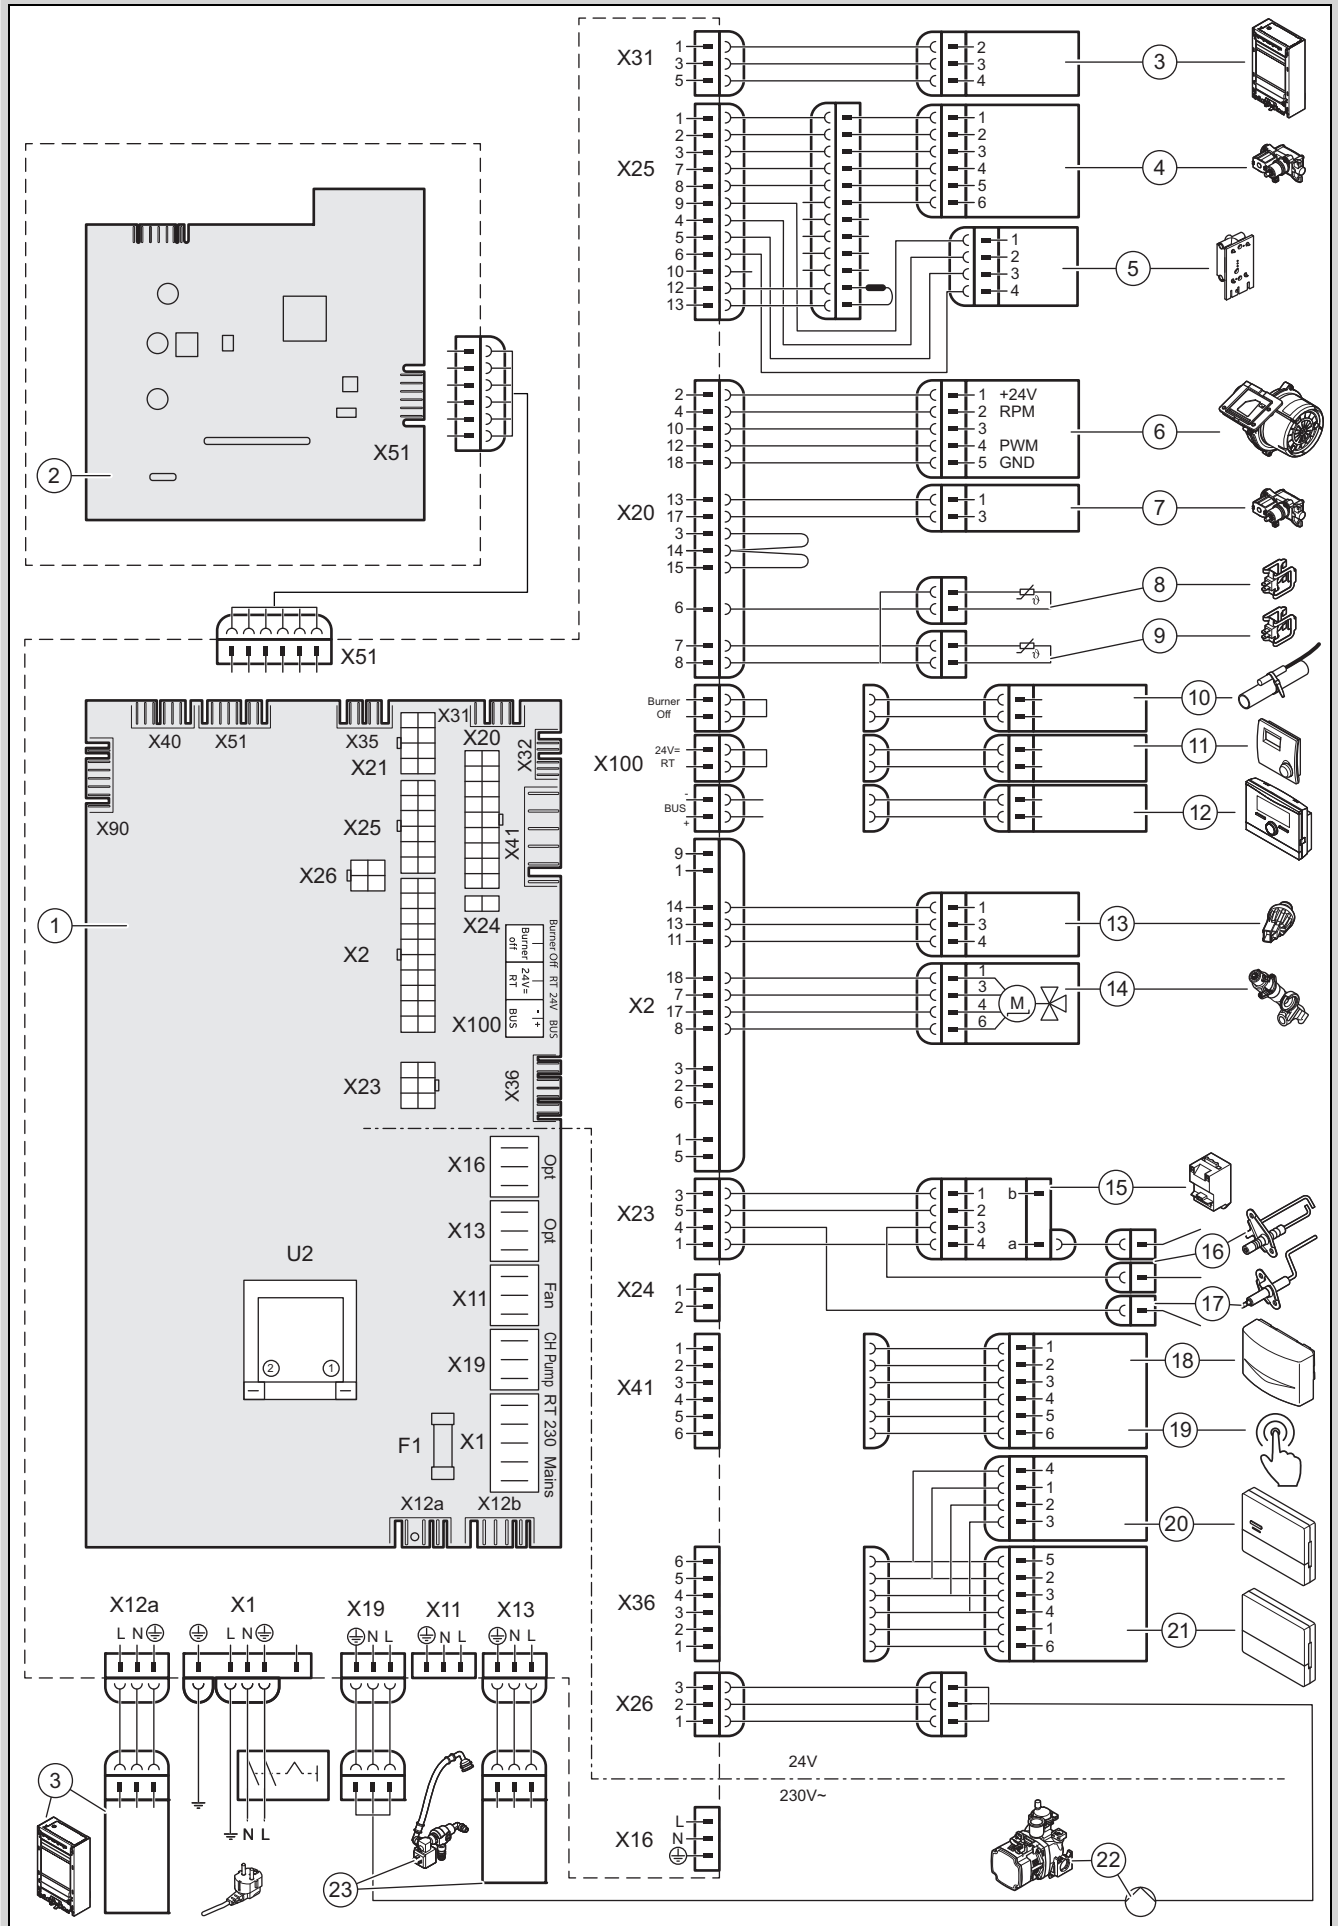 X31
1
3
5
2
3
4
3
X25
1
2
3
7
8
9
4
5
6
10
12
13
1
2
3
4
5
6
4
1
2
3
4
5
X51
2
2
4
10
12
18
1 +24V
2 RPM
3
4 PWM
5 GND
6
X20
13
17
3
14
15
6
7
8
1
3
7
ϑ
8
ϑ
9
X51
Burner
Off
10
X100
24V=
RT
11
-
BUS
+
12
X40
X51
X35
X31
X21
X20
X32
X90
X25
X41
X26
X24
1
X2
Burner
off
24V=
RT
BUS
-
+
Burner Off
RT 24V
BUS
X100
X23
X36
X16
Opt
X13
Opt
U2
X11
Fan
X19
CH Pump
2
1
F1
X1
RT 230
Mains
X12a
X12b
X2
9
1
14
13
11
18
7
17
8
3
2
6
1
5
1
3
4
13
1
3
4
6
M
14
X23
3
5
4
1
1
2
3
4
b
a
15
16
17
X24
1
2
X41
1
2
3
4
5
6
1
2
3
4
5
6
18
19
4
1
2
3
20
X36
6
5
4
3
2
1
5
2
3
4
1
6
21
X26
3
2
1
24V
230V~
X16
L
N
X12a
L N
X1
L N
X19
N L
X11
N L
X13
N L
N L
3
23
22